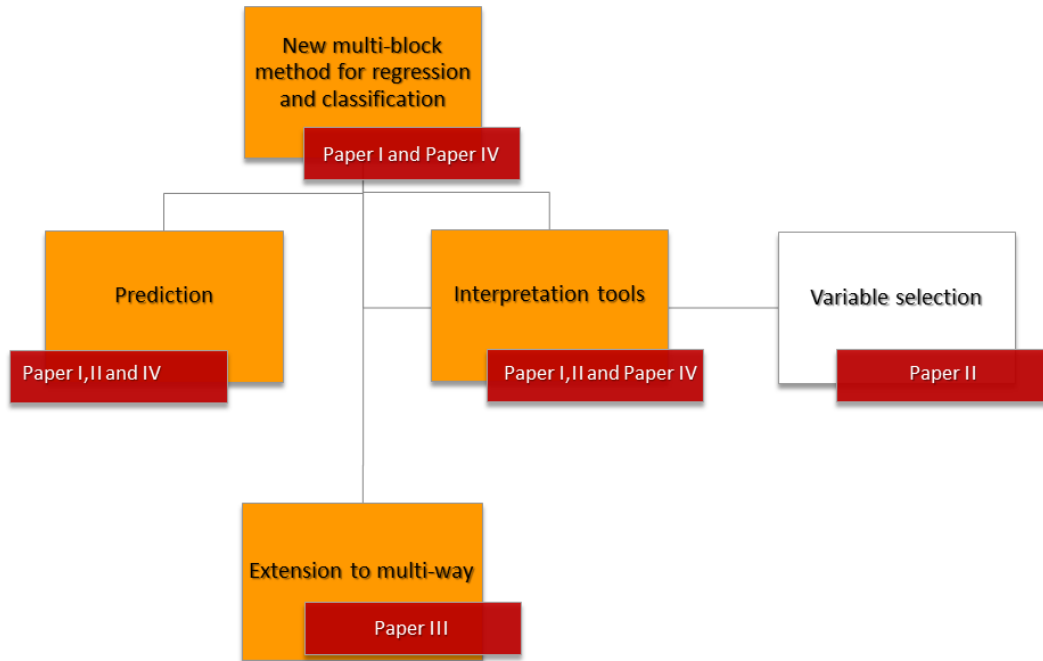 New multi-block
method for regression
and classification
Paper I and Paper IV
Prediction
Paper I,II and IV
Interpretation tools
Paper I,II and Paper IV
Variable selection
Paper II
Extension to multi-way
Paper III